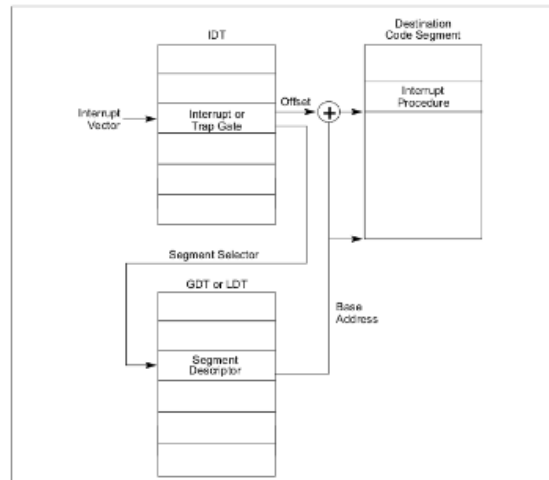 IDT
Destination
Code Segment
Interrupt
Vector
Interrupt or
Trap Gate
Offset
+
Interrupt
Procedure
Segment Selector
GDT or LDT
Segment
Descriptor
Base
Address